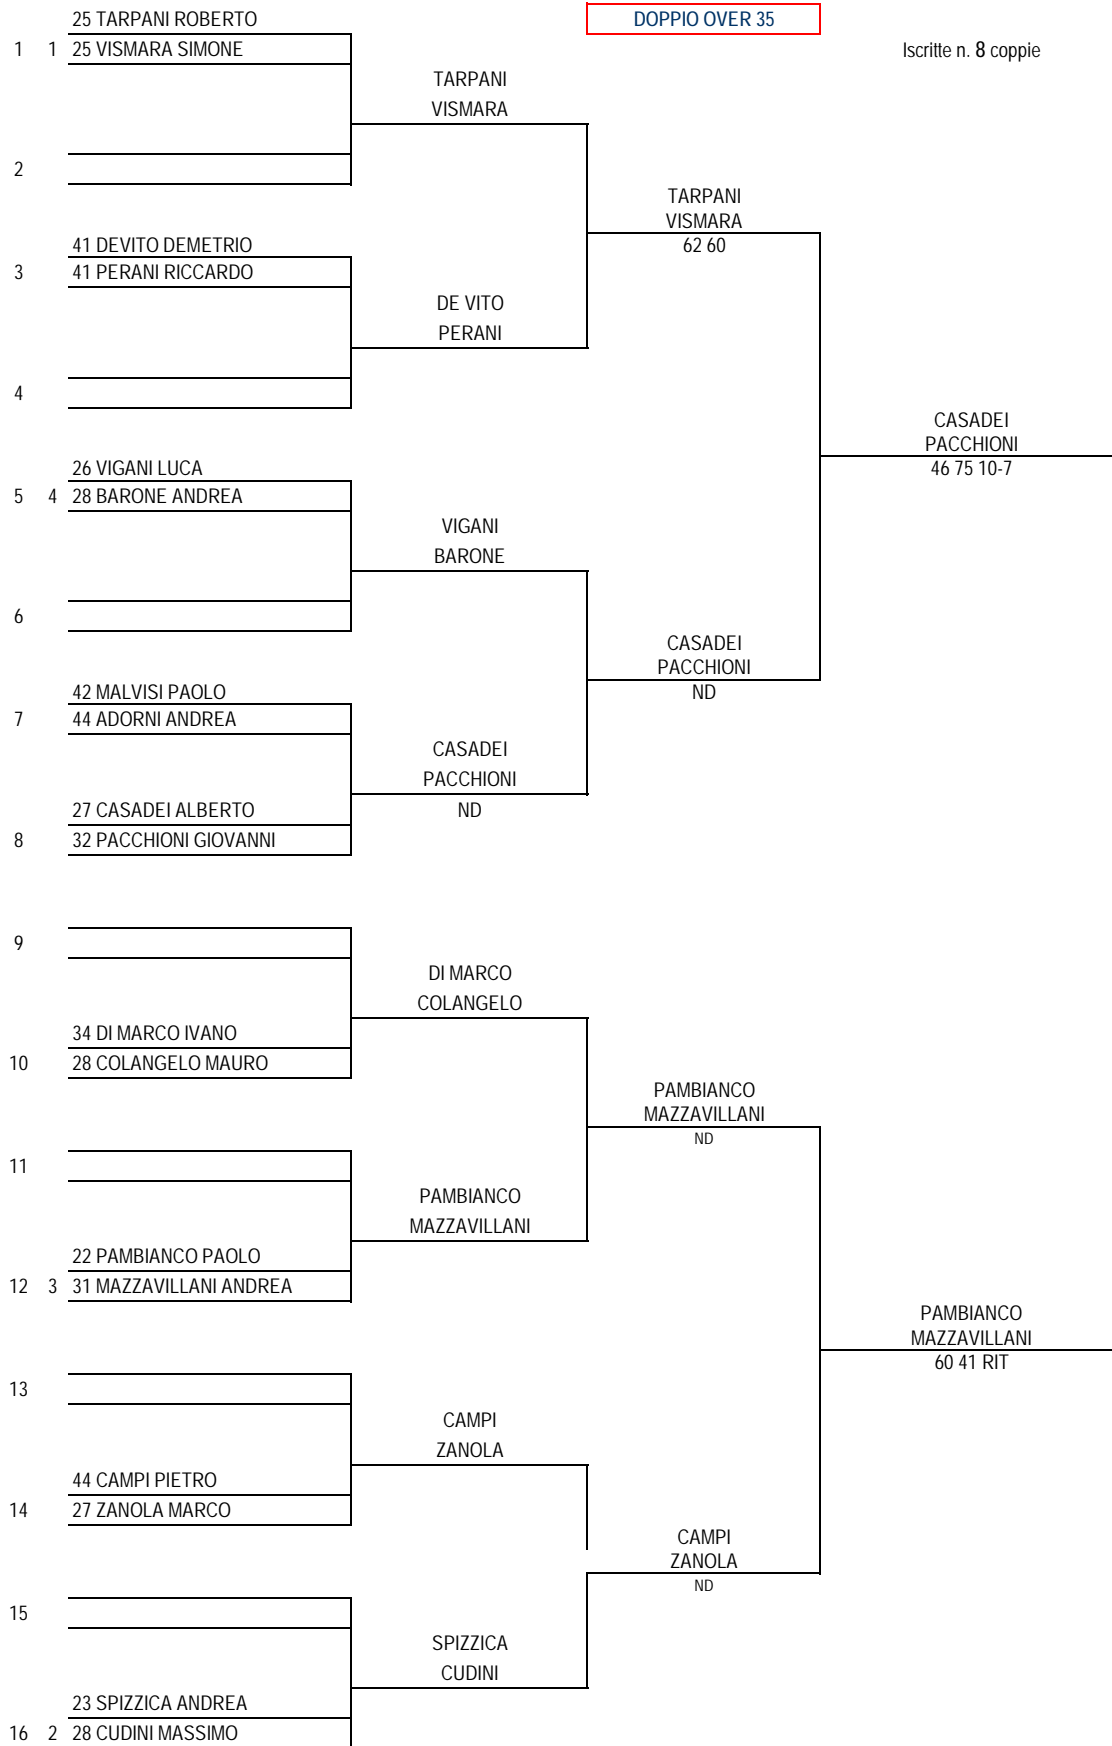 25 TARPANI ROBERTO
DOPPIO OVER 35
1 1 25 VISMARA SIMONE
Iscritte n. 8 coppie
TARPANI
VISMARA
2
TARPANI
VISMARA
62 60
41 DEVITO DEMETRIO
3 41 PERANI RICCARDO
DE VITO
PERANI
4
CASADEI
PACCHIONI
46 75 10-7
26 VIGANI LUCA
5 4 28 BARONE ANDREA
VIGANI
BARONE
6
CASADEI
PACCHIONI
ND
42 MALVISI PAOLO
7 44 ADORNI ANDREA
CASADEI
PACCHIONI
ND
27 CASADEI ALBERTO
8 32 PACCHIONI GIOVANNI
9
DI MARCO
COLANGELO
34 DI MARCO IVANO
10 28 COLANGELO MAURO
PAMBIANCO
MAZZAVILLANI
ND
11
PAMBIANCO
MAZZAVILLANI
22 PAMBIANCO PAOLO
12 3 31 MAZZAVILLANI ANDREA
PAMBIANCO
MAZZAVILLANI
60 41 RIT
13
CAMPI
ZANOLA
44 CAMPI PIETRO
14 27 ZANOLA MARCO
CAMPI
ZANOLA
ND
15
SPIZZICA
CUDINI
23 SPIZZICA ANDREA
16 2 28 CUDINI MASSIMO